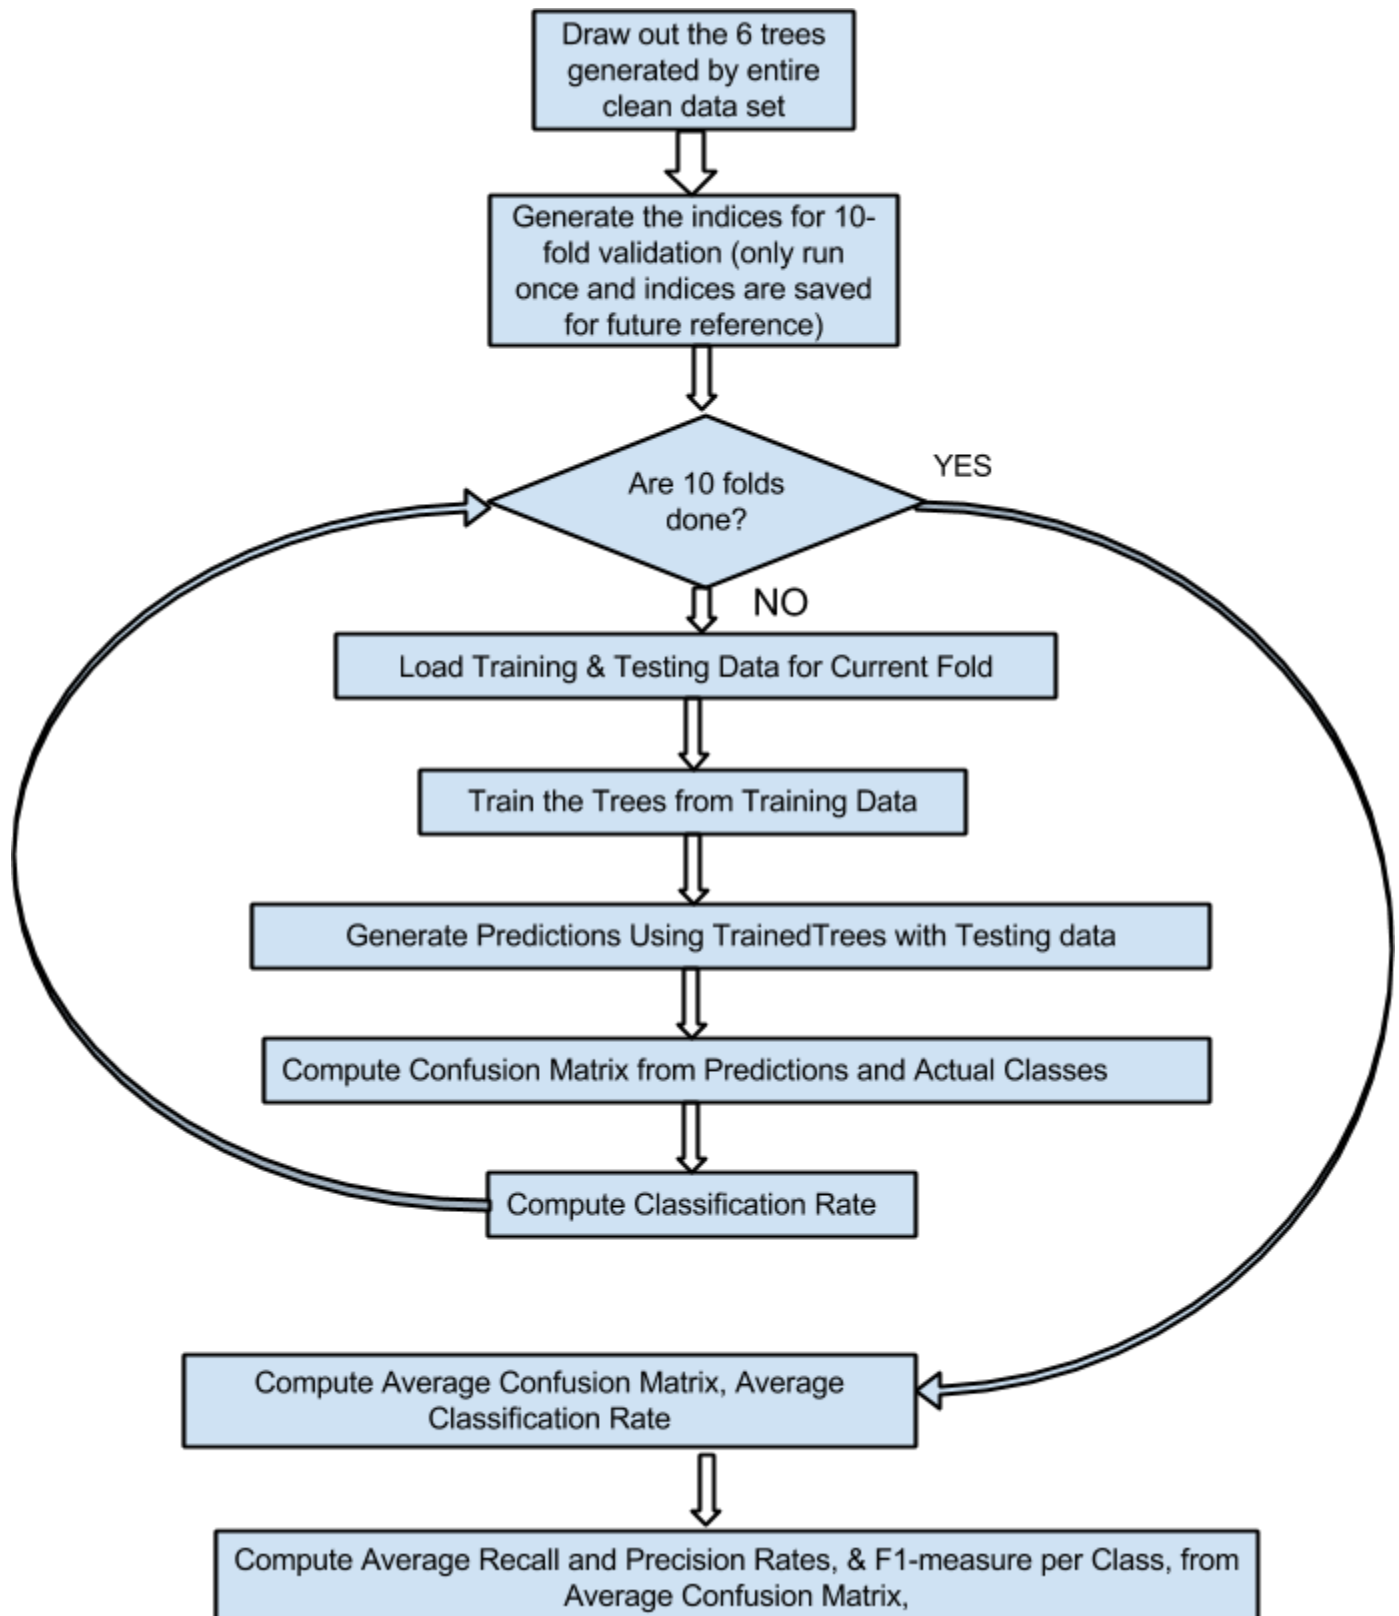 Draw out the 6 trees
generated by entire
clean data set
Generate the indices for 10-
fold validation (only run
once and indices are saved
for future reference)
Are 10 folds
done?
YES
NO
Load Training & Testing Data for Current Fold
Train the Trees from Training Data
Generate Predictions Using TrainedTrees with Testing data
Compute Confusion Matrix from Predictions and Actual Classes
Compute Classification Rate
Compute Average Confusion Matrix, Average
Classification Rate
Compute Average Recall and Precision Rates, & F1-measure per Class, from
Average Confusion Matrix,